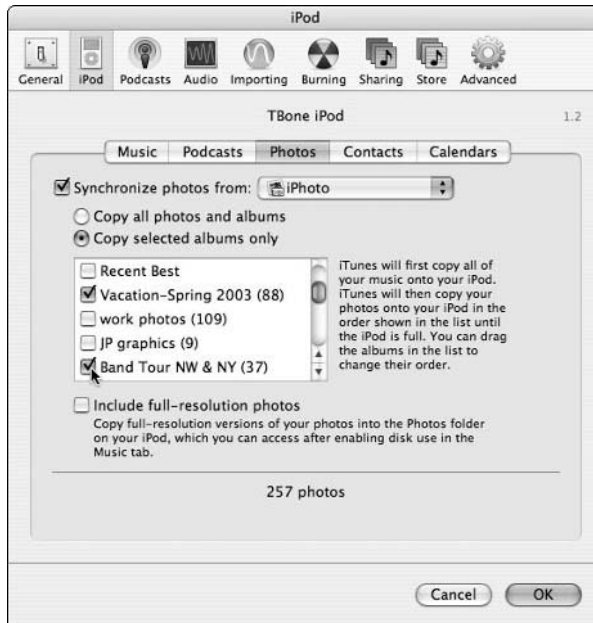 iPod
General iPod Podcasts Audio Importing Burning Sharing Store Advanced
TBone iPod 1.2
Music Podcasts Photos Contacts Calendars
Synchronize photos from: iPhoto
Copy all photos and albums
Copy selected albums only
Recent Best
Vacation-Spring 2003 (88)
work photos (109)
JP graphics (9)
Band Tour NW & NY (37)
iTunes will first copy all of
your music onto your iPod.
iTunes will then copy your
photos onto your iPod in the
order shown in the list until
the iPod is full. You can drag
the albums in the list to
change their order.
Include full-resolution photos
Copy full-resolution versions of your photos into the Photos folder
on your iPod, which you can access after enabling disk use in the
Music tab.
257 photos
Cancel OK